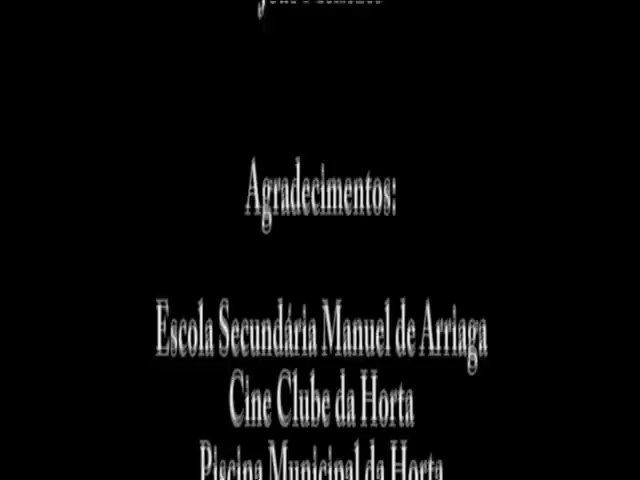 Agradecimentos:
Escola Secundária Manuel de Arriaga
Cine Clube da Horta
Piscina Municipal da Horta